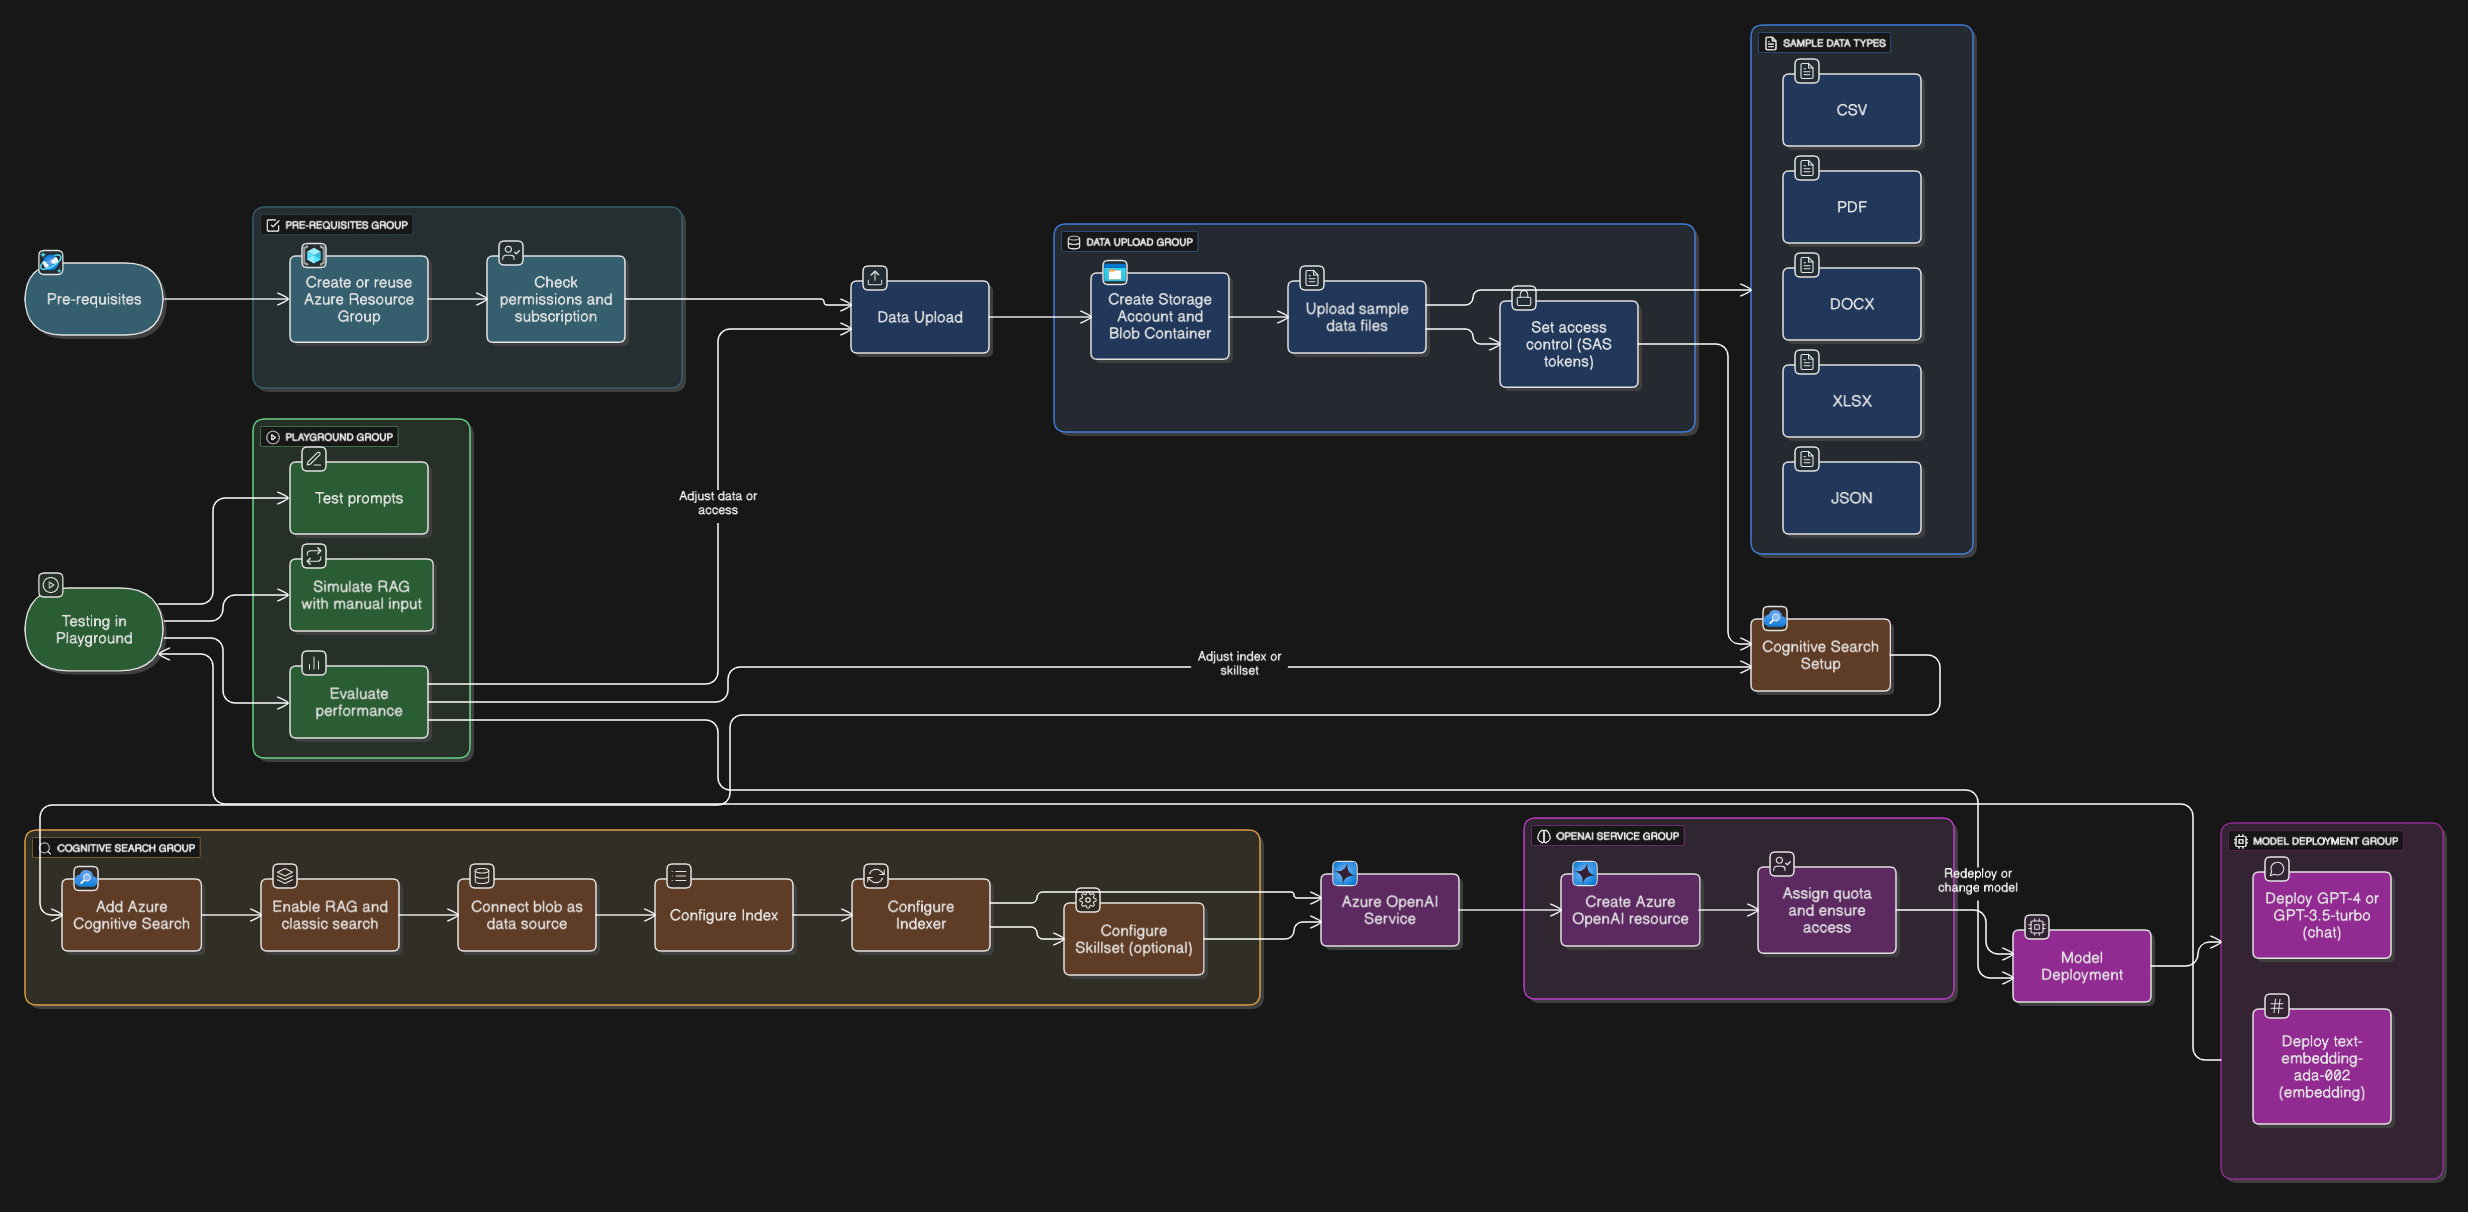 SAMPLE DATA TYPES
CSV
PDF
DOCX
XLSX
JSON
Pre-requisites
PRE-REQUISITES GROUP
Create or reuse
Azure Resource
Group
Check
permissions and
subscription
Data Upload
DATA UPLOAD GROUP
Create Storage
Account and
Blob Container
Upload sample
data files
Set access
control (SAS
tokens)
PLAYGROUND GROUP
Test prompts
Simulate RAG
with manual input
Evaluate
performance
Testing in
Playground
Adjust data or
access
Adjust index or
skillset
Cognitive Search
Setup
COGNITIVE SEARCH GROUP
Add Azure
Cognitive Search
Enable RAG and
classic search
Connect blob as
data source
Configure Index
Configure
Indexer
Configure
Skillset (optional)
Azure OpenAI
Service
OPENAI SERVICE GROUP
Create Azure
OpenAI resource
Assign quota
and ensure
access
Redeploy or
change model
Model
Deployment
MODEL DEPLOYMENT GROUP
Deploy GPT-4 or
GPT-3.5-turbo
(chat)
Deploy text-
embedding-
ada-002
(embedding)